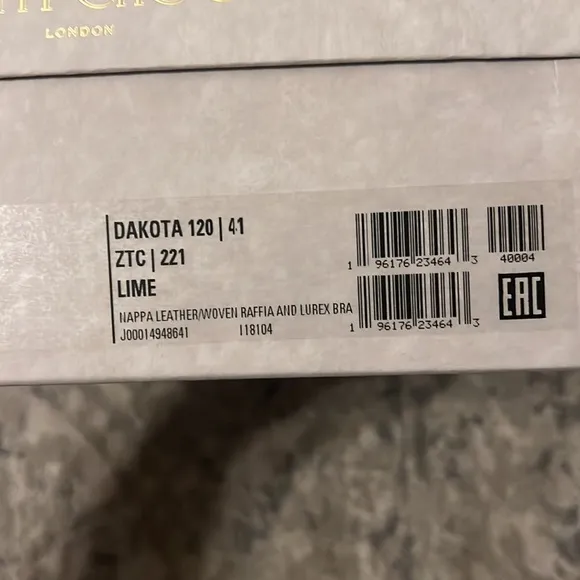 LONDON
DAKOTA 120 | 41
ZTC | 221
LIME
NAPPA LEATHER/WOVEN RAFFIA AND LUREX BRA
J00014948641 I18104
1 96176 23464 3
40004
1 96176 23464 3
EAC